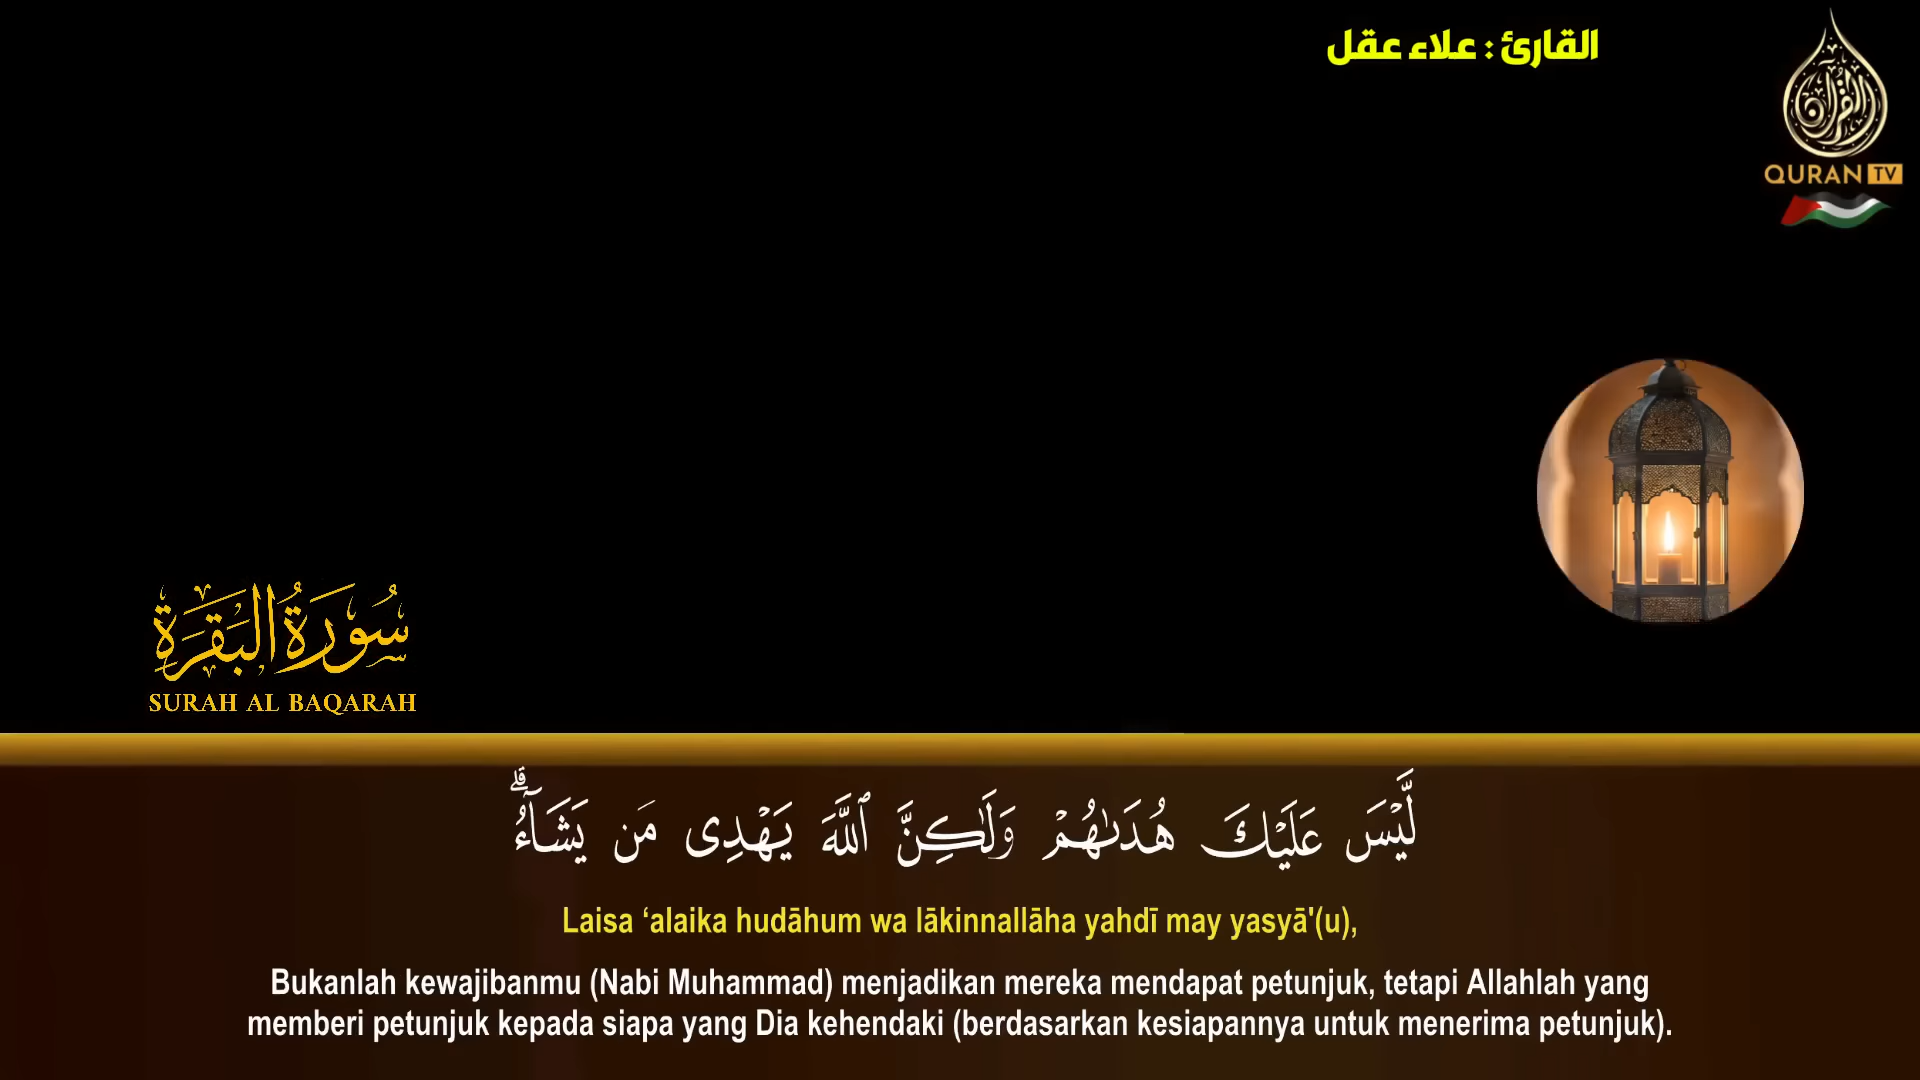 القارئ : علاء عقل
القرآن
QURAN TV
سُورَةُ الْبَقَرَةِ
SURAH AL BAQARAH
لَّيْسَ عَلَيْكَ هُدَىٰهُمْ وَلَٰكِنَّ ٱللَّهَ يَهْدِى مَن يَشَآءُ ۗ
Laisa ‘alaika hudāhum wa lākinnallāha yahdī may yasyā'(u),
Bukanlah kewajibanmu (Nabi Muhammad) menjadikan mereka mendapat petunjuk, tetapi Allahlah yang
memberi petunjuk kepada siapa yang Dia kehendaki (berdasarkan kesiapannya untuk menerima petunjuk).